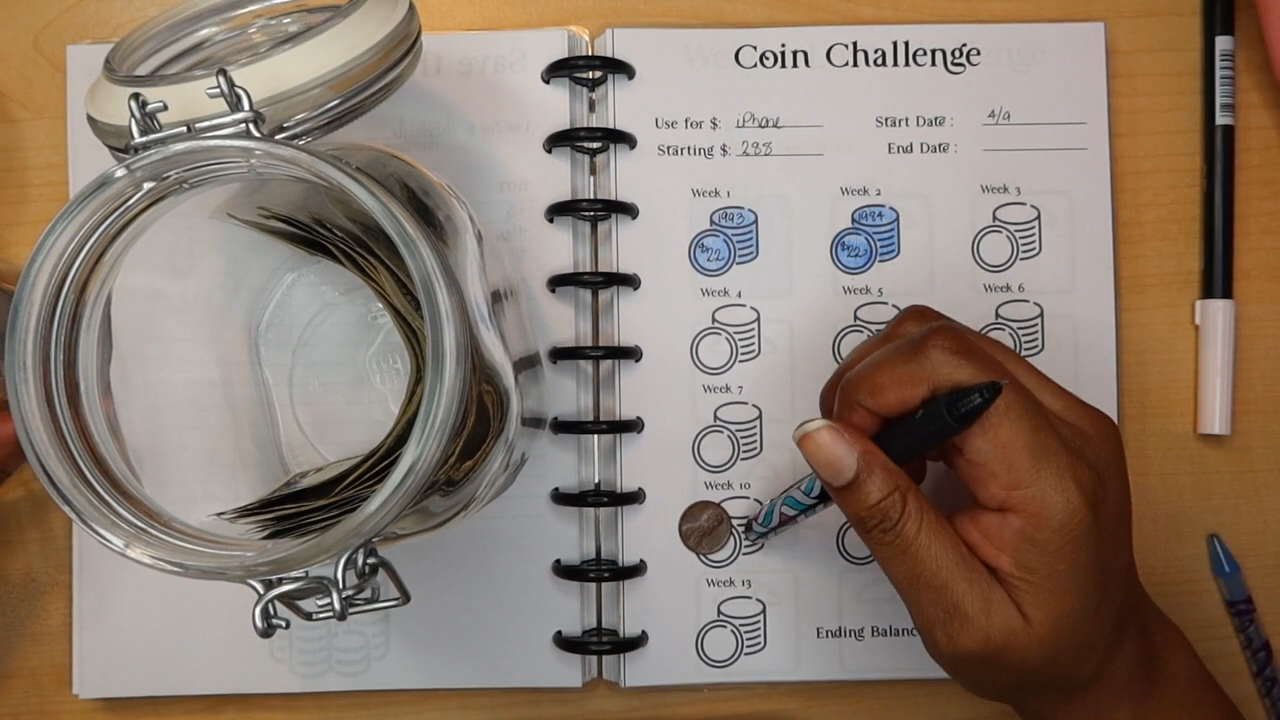 Coin Challenge
Use for $: iPhone Start Date : 4/9
Starting $: 288 End Date :
Week 1 Week 2 Week 3
1993 1984
$22 $22
Week 4 Week 5 Week 6
Week 7
Week 10
Week 13
Ending Balanc